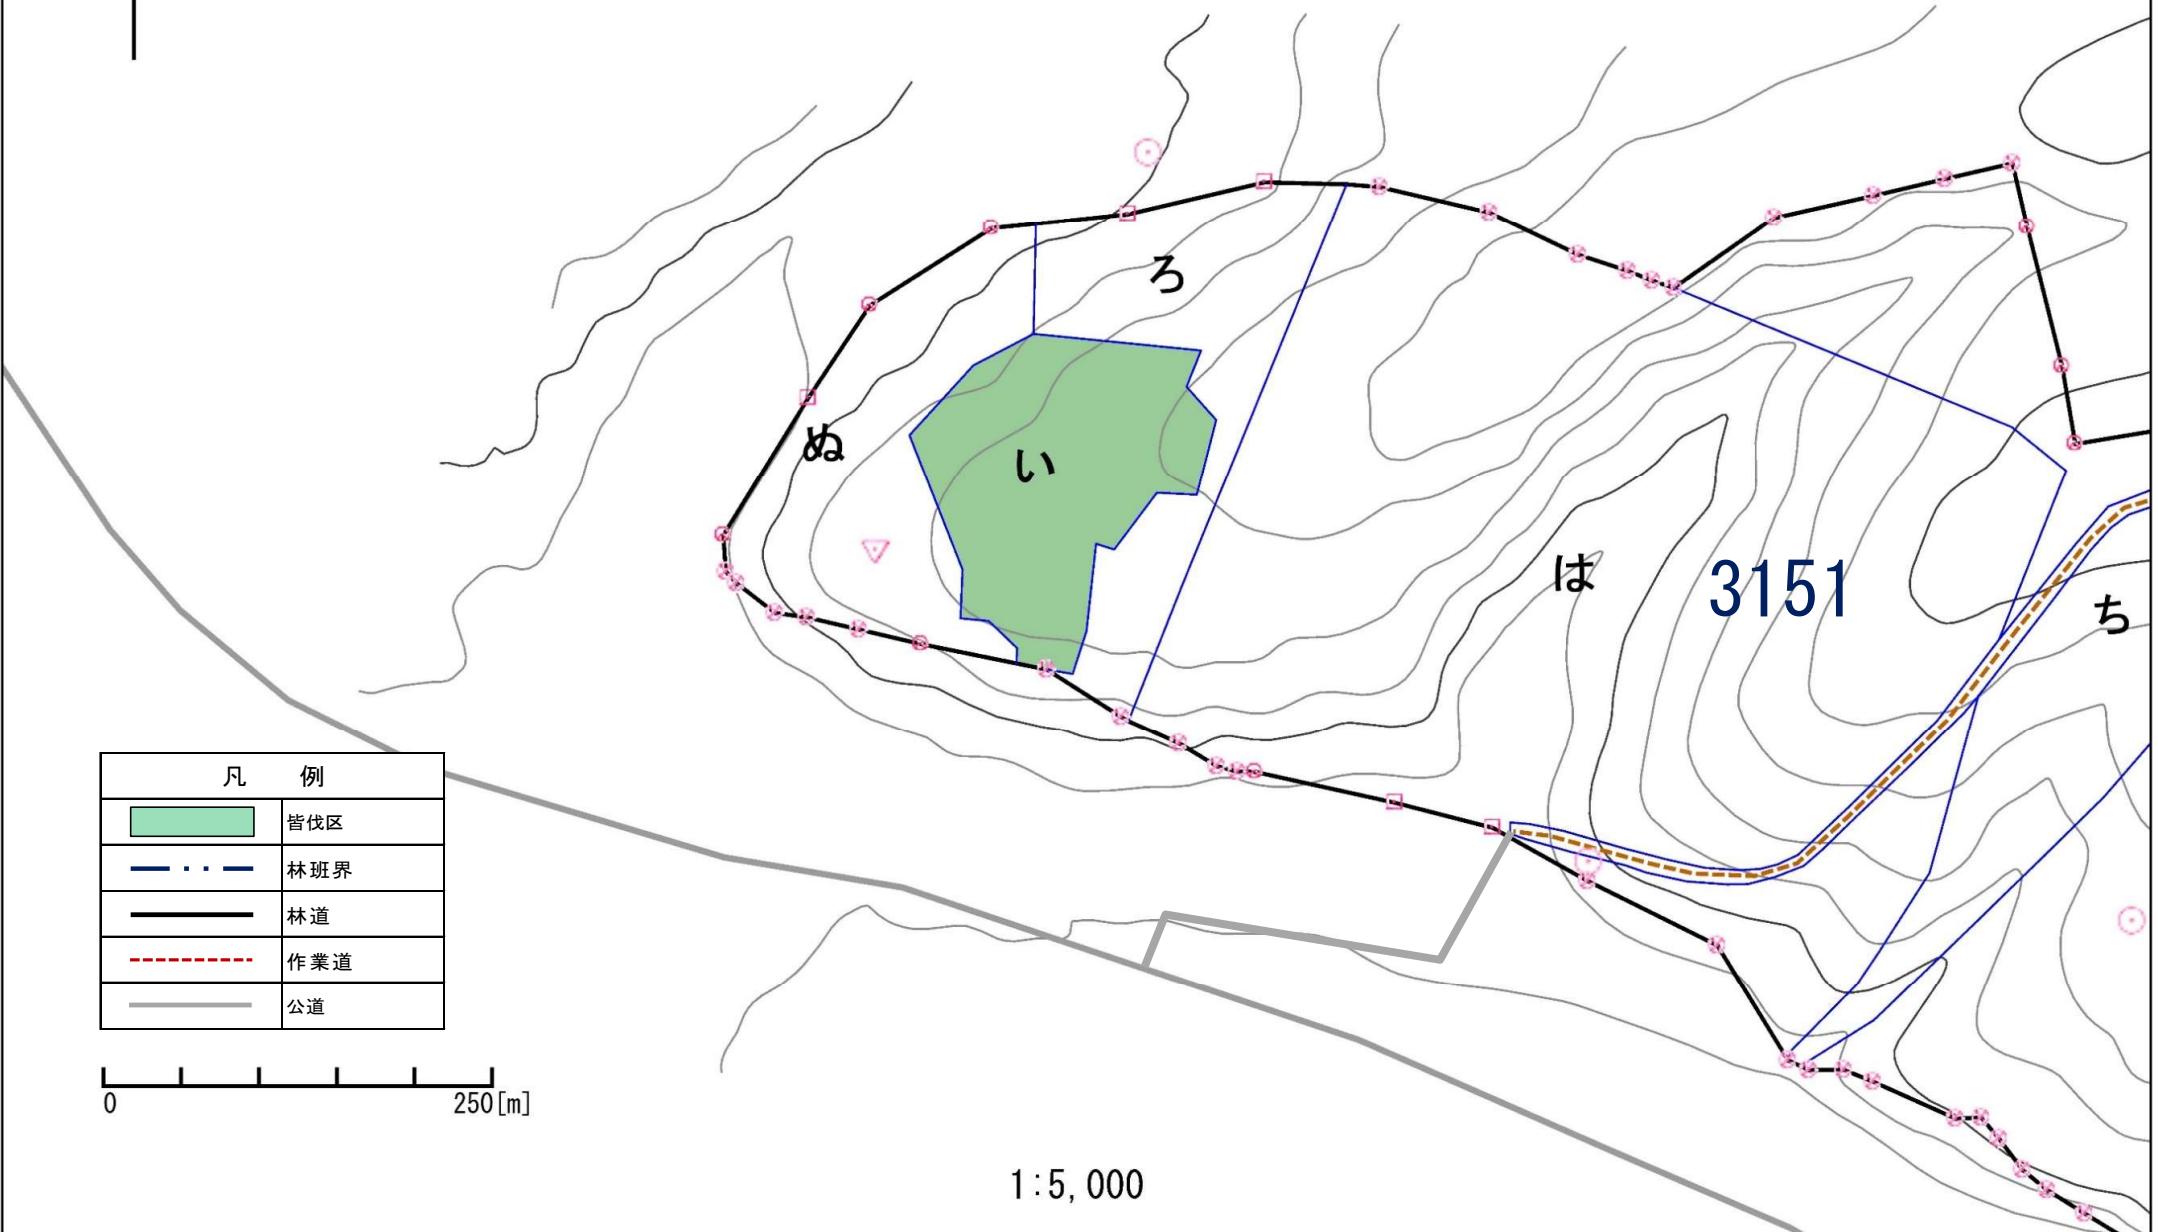 ろ
ぬ
い
は
3151
ち
凡 例
皆伐区
林班界
林道
作業道
公道
0 250[m]
1:5,000